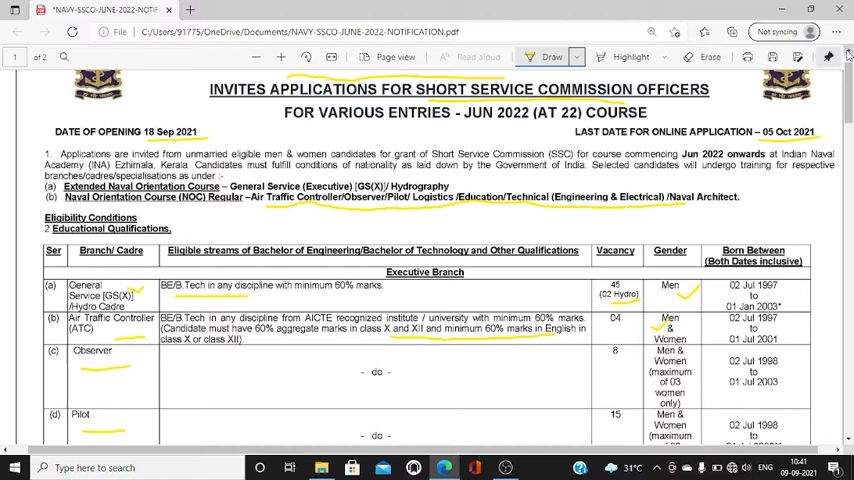 *NAVY-SSCO-JUNE-2022-NOTIFI
C:/Users/91775/OneDrive/Documents/NAVY-SSCO-JUNE-2022-NOTIFICATION.pdf
Not syncing
1 of 2
Page view
Read aloud
Draw
Highlight
Erase
INVITES APPLICATIONS FOR SHORT SERVICE COMMISSION OFFICERS
FOR VARIOUS ENTRIES - JUN 2022 (AT 22) COURSE
DATE OF OPENING 18 Sep 2021 LAST DATE FOR ONLINE APPLICATION – 05 Oct 2021
1. Applications are invited from unmarried eligible men & women candidates for grant of Short Service Commission (SSC) for course commencing Jun 2022 onwards at Indian Naval
Academy (INA) Ezhimala, Kerala. Candidates must fulfill conditions of nationality as laid down by the Government of India. Selected candidates will undergo training for respective
branches/cadres/specialisations as under :-
(a) Extended Naval Orientation Course – General Service (Executive) [GS(X)]/ Hydrography
(b) Naval Orientation Course (NOC) Regular –Air Traffic Controller/Observer/Pilot/ Logistics /Education/Technical (Engineering & Electrical) /Naval Architect.
Eligibility Conditions
2 Educational Qualifications.
Ser Branch/ Cadre Eligible streams of Bachelor of Engineering/Bachelor of Technology and Other Qualifications Vacancy Gender Born Between
(Both Dates inclusive)
Executive Branch
(a) General BE/B.Tech in any discipline with minimum 60% marks. 45 Men 02 Jul 1997
Service [GS(X)] (02 Hydro) to
/Hydro Cadre 01 Jan 2003*
(b) Air Traffic Controller BE/B.Tech in any discipline from AICTE recognized institute / university with minimum 60% marks. 04 Men 02 Jul 1997
(ATC) (Candidate must have 60% aggregate marks in class X and XII and minimum 60% marks in English in & to
class X or class XII). Women 01 Jul 2001
(c) Observer 8 Men & 02 Jul 1998
Women to
- do - (maximum 01 Jul 2003
of 03
women
only)
(d) Pilot 15 Men & 02 Jul 1998
Women
- do - (maximum to
Type here to search
31°C
ENG
10:41
09-09-2021